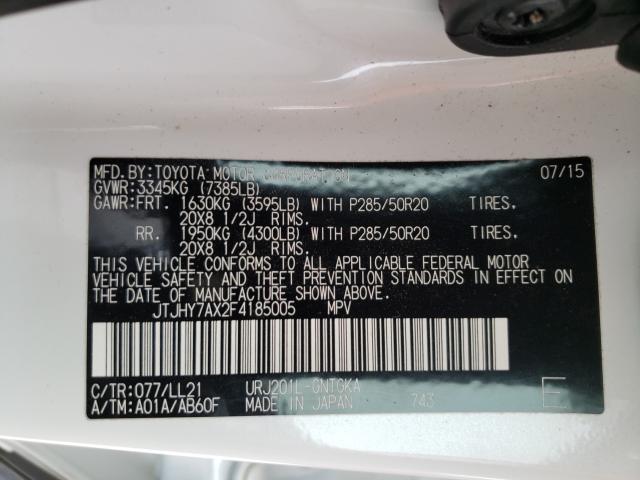 MFD. BY: TOYOTA MOTOR CORPORATION 07/15
GVWR: 3345KG (7385LB)
GAWR: FRT. 1630KG (3595LB) WITH P285/50R20 TIRES.
20X8 1/2J RIMS.
RR. 1950KG (4300LB) WITH P285/50R20 TIRES.
20X8 1/2J RIMS.
THIS VEHICLE CONFORMS TO ALL APPLICABLE FEDERAL MOTOR
VEHICLE SAFETY AND THEFT PREVENTION STANDARDS IN EFFECT ON
THE DATE OF MANUFACTURE SHOWN ABOVE.
JTJHY7AX2F4185005 MPV
C/TR: 077/LL21 URJ201L-GNTGKA
A/TM: A01A/AB60F MADE IN JAPAN 743 E